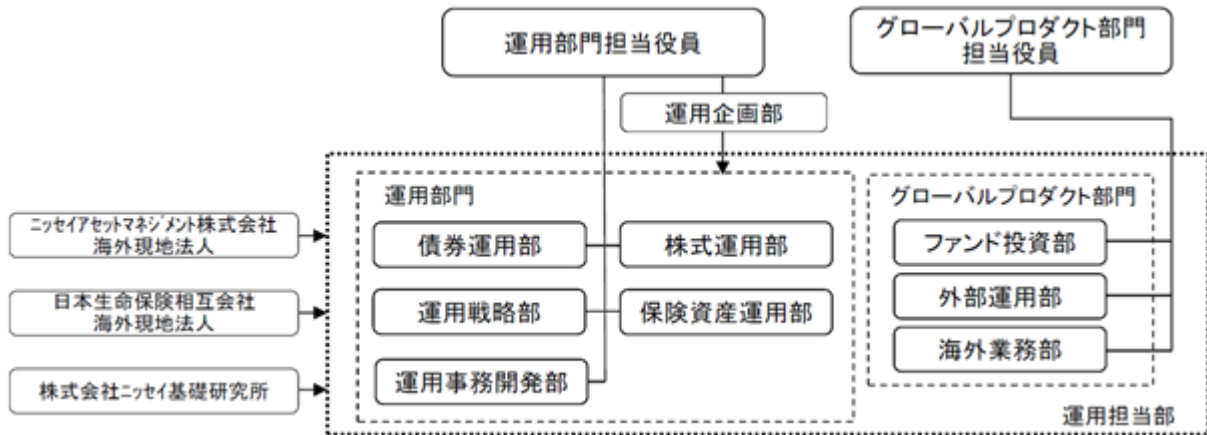 運用部門担当役員
グローバルプロダクト部門
担当役員
運用企画部
運用部門
グローバルプロダクト部門
ニッセイアセットマネジメント株式会社
海外現地法人
債券運用部
株式運用部
ファンド投資部
日本生命保険相互会社
海外現地法人
運用戦略部
保険資産運用部
外部運用部
海外業務部
株式会社ニッセイ基礎研究所
運用事務開発部
運用担当部